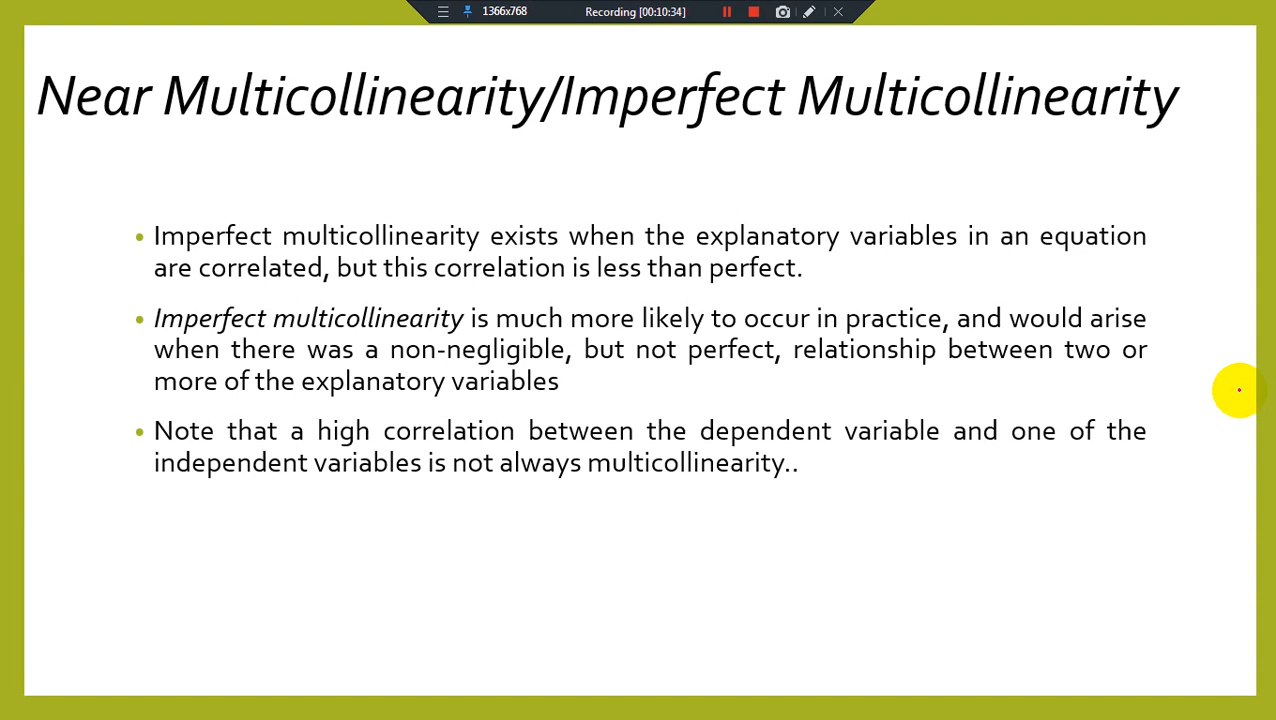 1366x768 Recording [00:10:34]
Near Multicollinearity/Imperfect Multicollinearity
• Imperfect multicollinearity exists when the explanatory variables in an equation
are correlated, but this correlation is less than perfect.
• Imperfect multicollinearity is much more likely to occur in practice, and would arise
when there was a non-negligible, but not perfect, relationship between two or
more of the explanatory variables
• Note that a high correlation between the dependent variable and one of the
independent variables is not always multicollinearity..